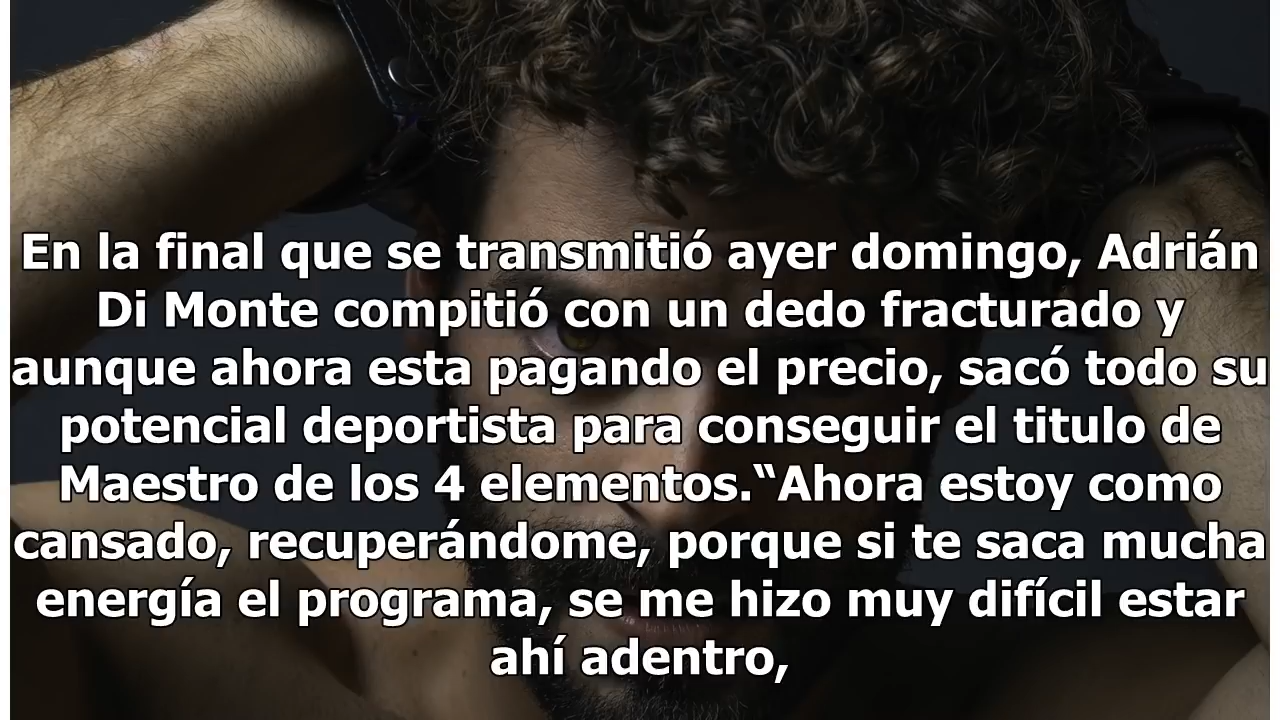 En la final que se transmitió ayer domingo, Adrián
Di Monte compitió con un dedo fracturado y
aunque ahora esta pagando el precio, sacó todo su
potencial deportista para conseguir el titulo de
Maestro de los 4 elementos.“Ahora estoy como
cansado, recuperándome, porque si te saca mucha
energía el programa, se me hizo muy difícil estar
ahí adentro,